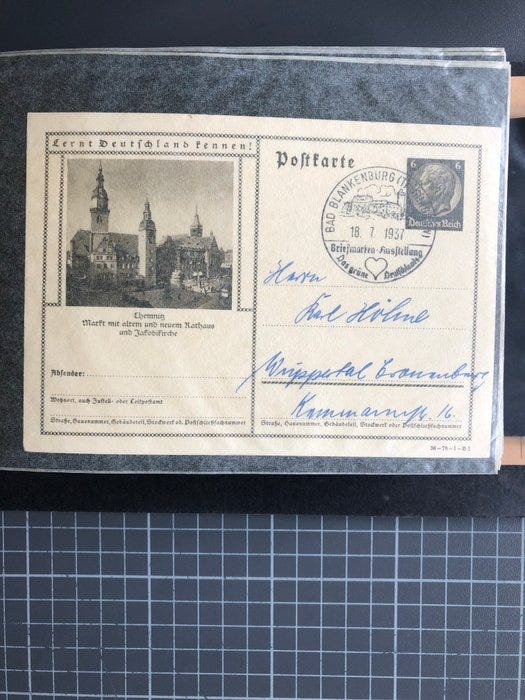 Lernt Deutschland kennen!
Chemnitz
Markt mit altem und neuem Rathaus
und Jakobikirche
Absender:
Wohnort, auch Zustell- oder Leitpostamt
Straße, Hausnummer, Gebäudeteil, Stockwerk od. Postschließfachnummer
Postkarte
6 6
Deutsches Reich
BAD BLANKENBURG (
18. 7. 1937
Briefmarken-Ausstellung
Das grüne Deutschlands
Herrn
Karl Höhne
Wuppertal Cronenberg
16.
Straße, Hausnummer, Gebäudeteil, Stockwerk oder Postschließfachnummer